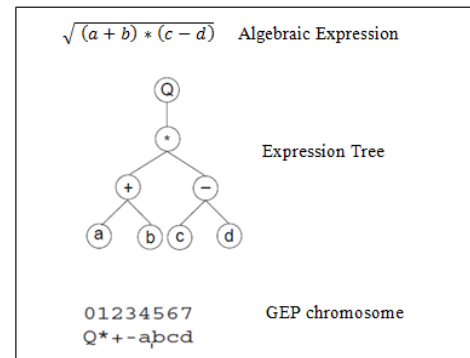 √(a + b) * (c − d) Algebraic Expression
Q
*
Expression Tree
+ −
a b c d
01234567 GEP chromosome
Q*+-abcd